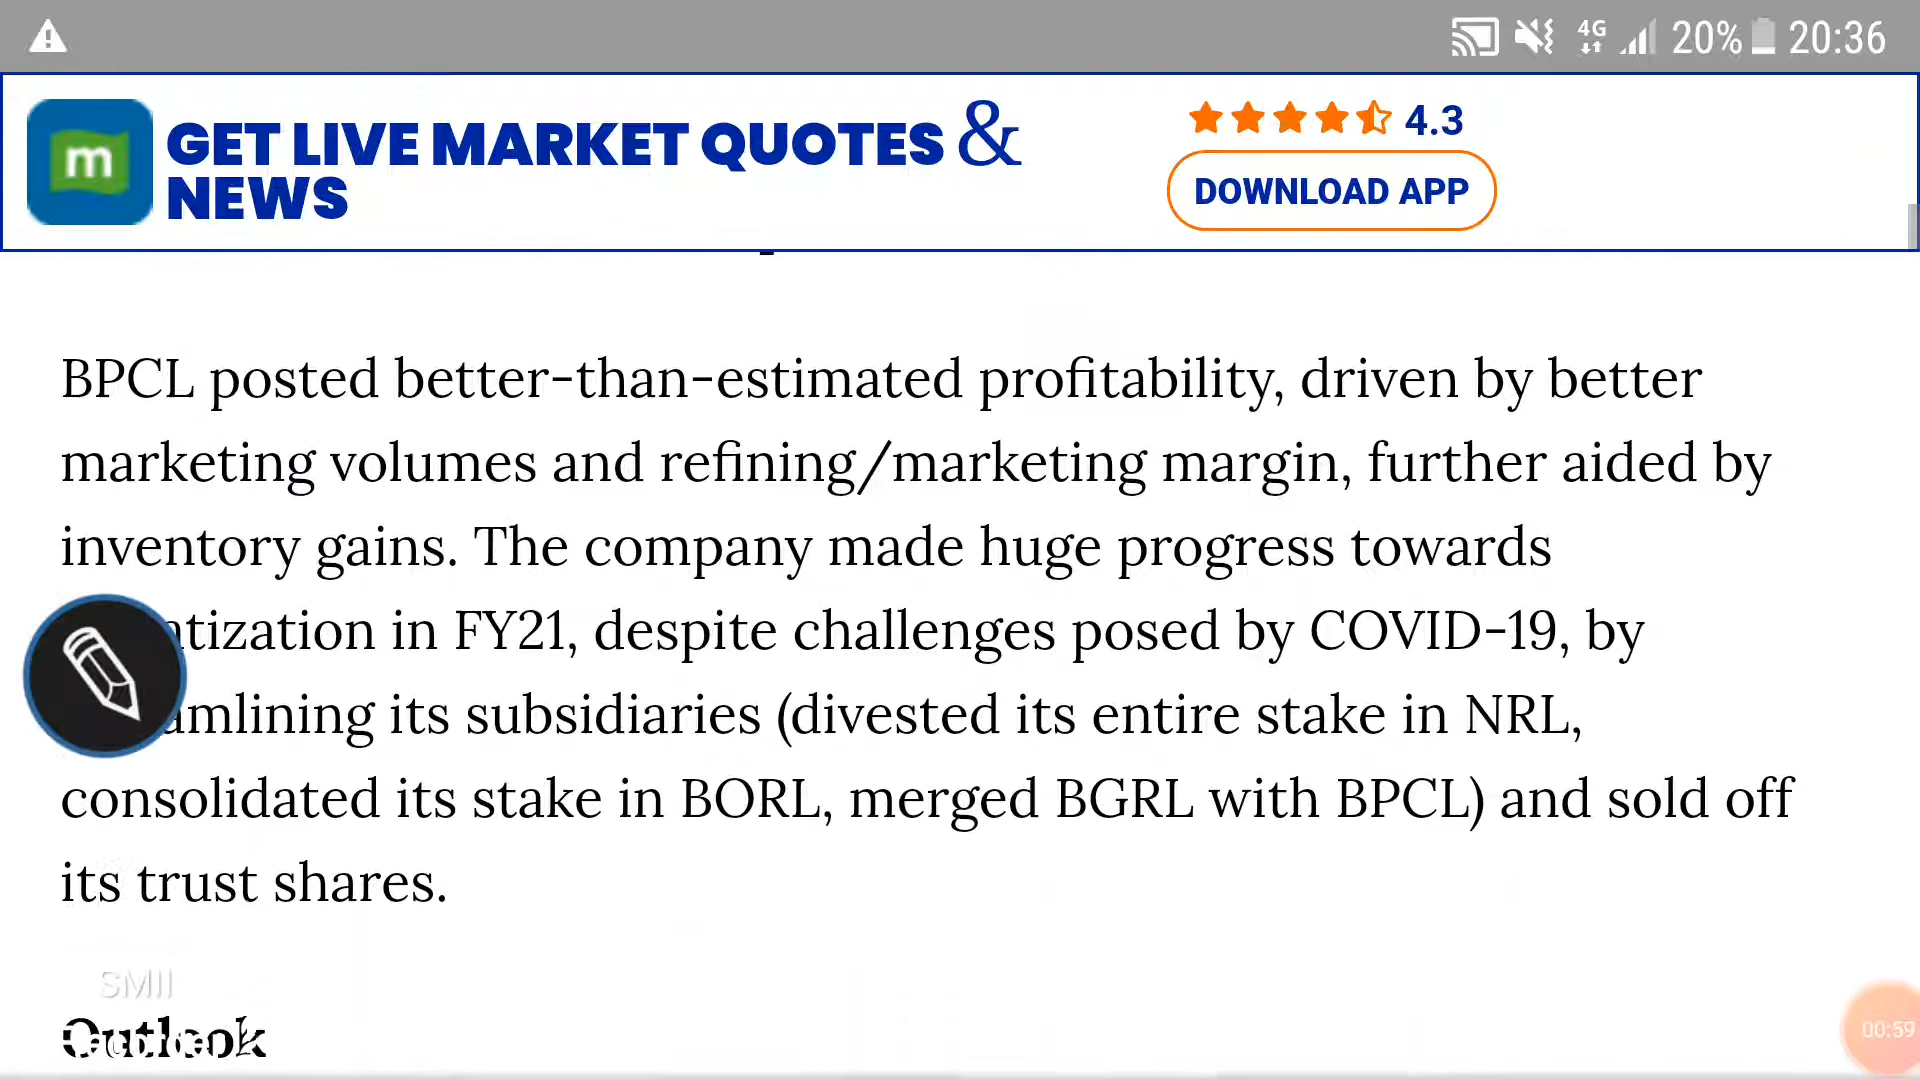 4G 20% 20:36
m
GET LIVE MARKET QUOTES &
NEWS
4.3
DOWNLOAD APP
BPCL posted better-than-estimated profitability, driven by better
marketing volumes and refining/marketing margin, further aided by
inventory gains. The company made huge progress towards
atization in FY21, despite challenges posed by COVID-19, by
amlining its subsidiaries (divested its entire stake in NRL,
consolidated its stake in BORL, merged BGRL with BPCL) and sold off
its trust shares.
Outlook
00:59